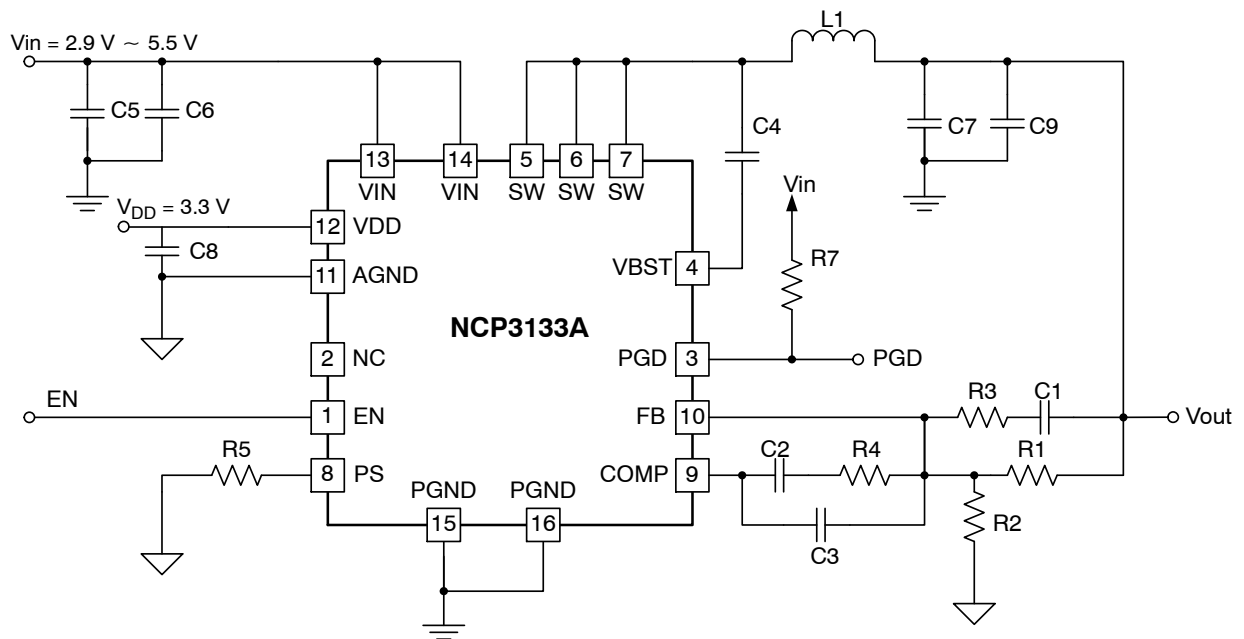 L1
Vin = 2.9 V ~ 5.5 V
C5
C6
C4
C7
C9
13
14
5
6
7
VIN
VIN
SW
SW
SW
Vin
V_DD = 3.3 V
12
VDD
C8
R7
VBST
4
11
AGND
NCP3133A
2
NC
PGD
3
PGD
EN
R3
C1
1
EN
FB
10
Vout
R5
C2
R4
R1
8
PS
COMP
9
PGND
PGND
15
16
R2
C3